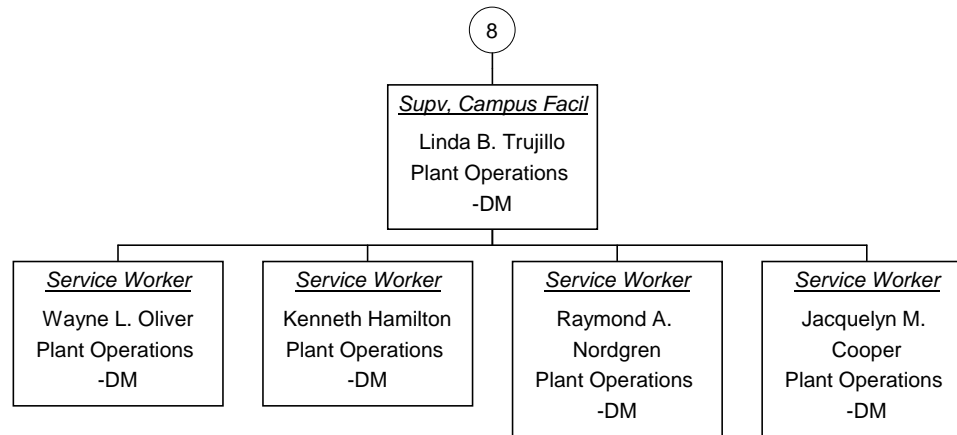 8
Supv, Campus Facil
Linda B. Trujillo
Plant Operations
-DM
Service Worker
Wayne L. Oliver
Plant Operations
-DM
Service Worker
Kenneth Hamilton
Plant Operations
-DM
Service Worker
Raymond A.
Nordgren
Plant Operations
-DM
Service Worker
Jacquelyn M.
Cooper
Plant Operations
-DM